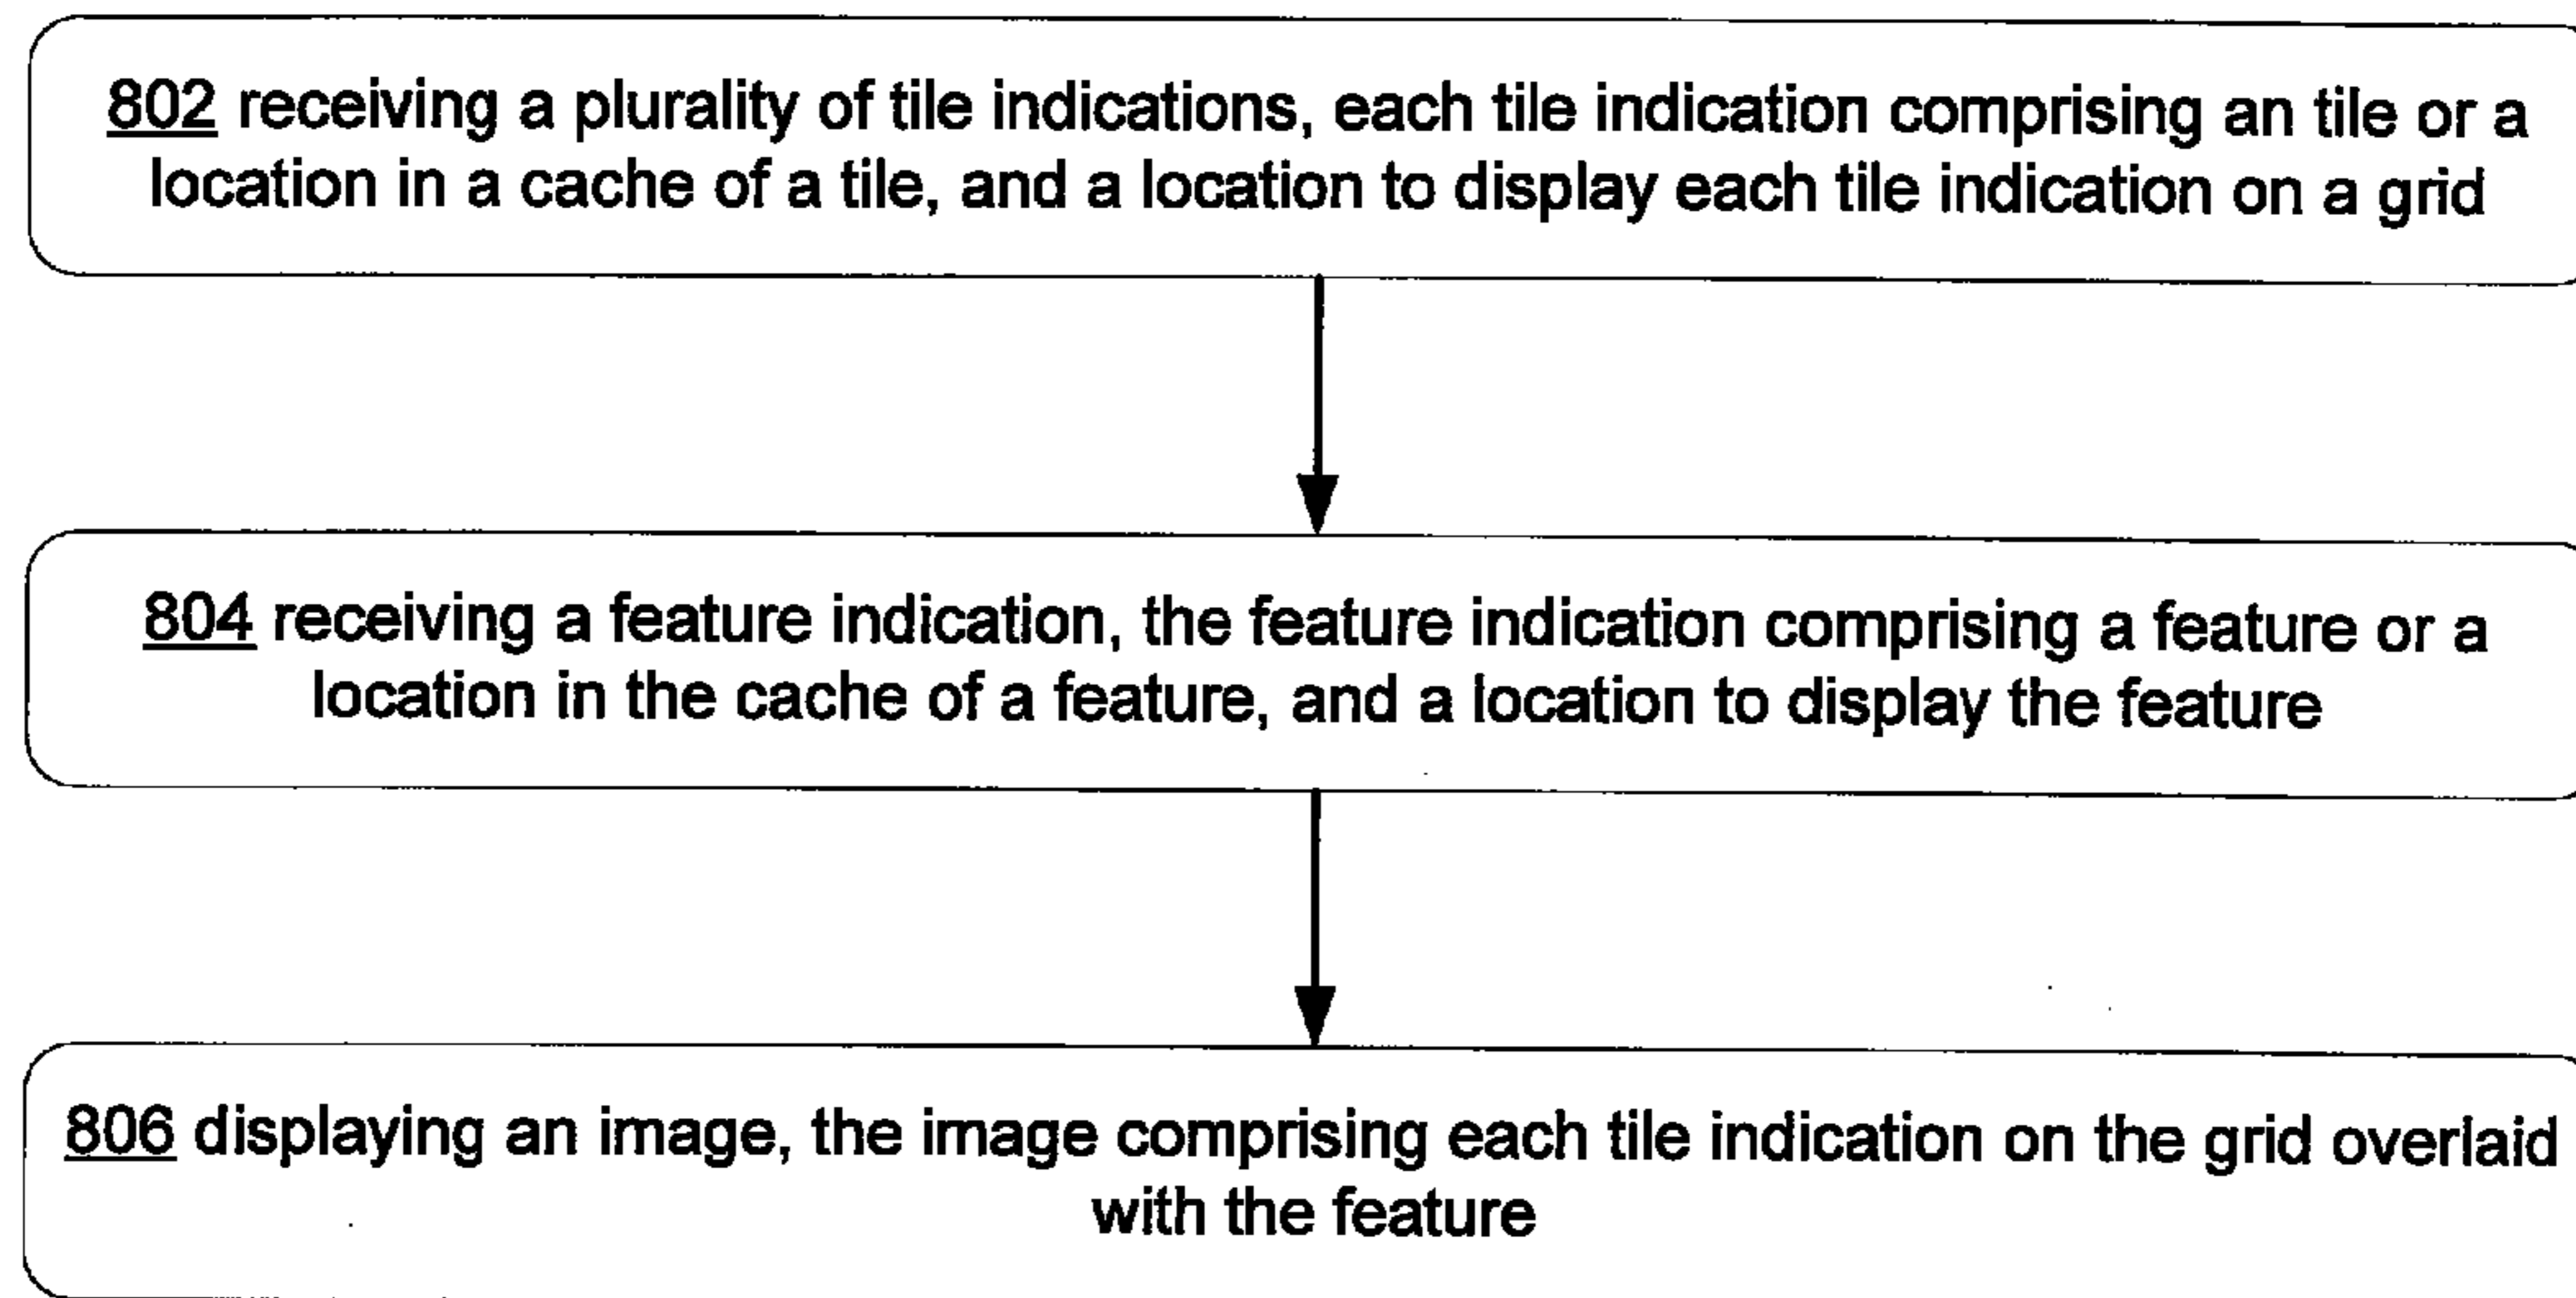 802 receiving a plurality of tile indications, each tile indication comprising an tile or a
location in a cache of a tile, and a location to display each tile indication on a grid
804 receiving a feature indication, the feature indication comprising a feature or a
location in the cache of a feature, and a location to display the feature
806 displaying an image, the image comprising each tile indication on the grid overlaid
with the feature